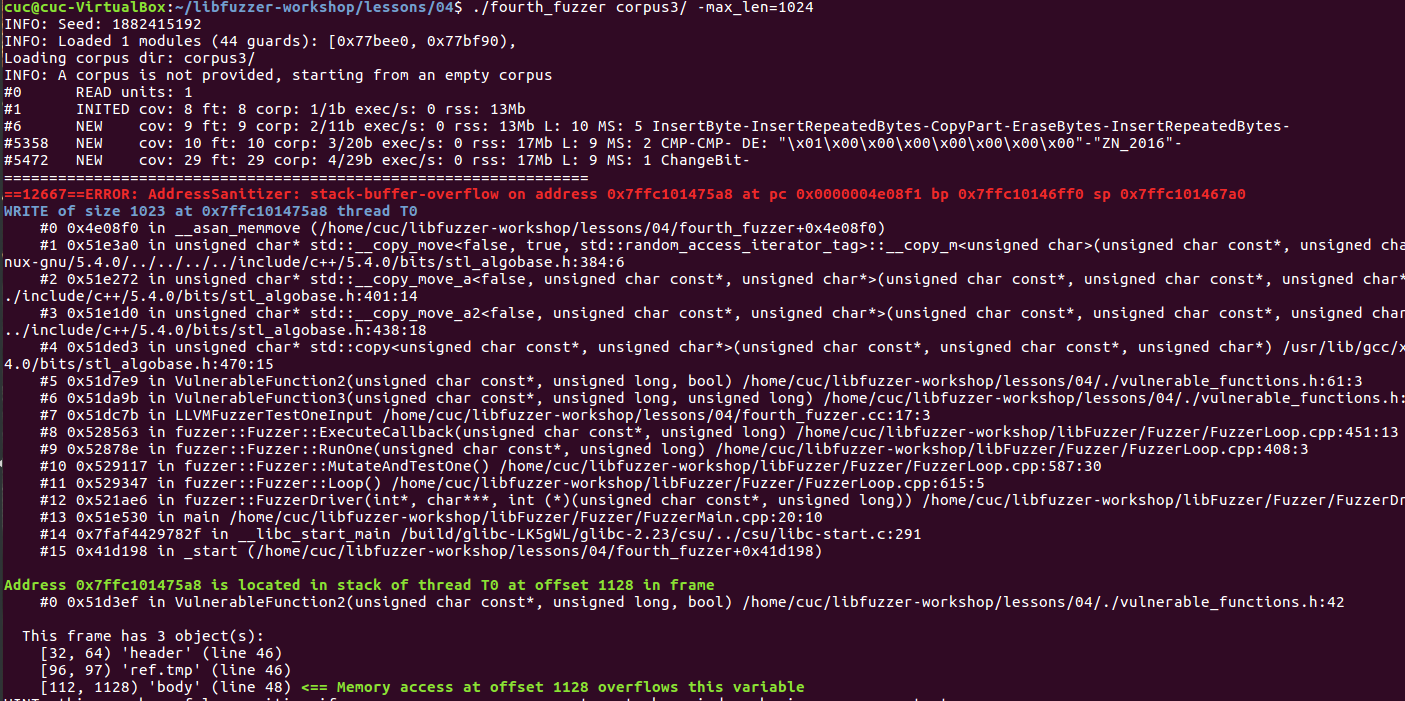 cuc@cuc-VirtualBox:~/libfuzzer-workshop/lessons/04$ ./fourth_fuzzer corpus3/ -max_len=1024
INFO: Seed: 1882415192
INFO: Loaded 1 modules (44 guards): [0x77bee0, 0x77bf90),
Loading corpus dir: corpus3/
INFO: A corpus is not provided, starting from an empty corpus
#0      READ units: 1
#1      INITED cov: 8 ft: 8 corp: 1/1b exec/s: 0 rss: 13Mb
#6      NEW    cov: 9 ft: 9 corp: 2/11b exec/s: 0 rss: 13Mb L: 10 MS: 5 InsertByte-InsertRepeatedBytes-CopyPart-EraseBytes-InsertRepeatedBytes-
#5358   NEW    cov: 10 ft: 10 corp: 3/20b exec/s: 0 rss: 17Mb L: 9 MS: 2 CMP-CMP- DE: "\x01\x00\x00\x00\x00\x00\x00\x00"-"ZN_2016"-
#5472   NEW    cov: 29 ft: 29 corp: 4/29b exec/s: 0 rss: 17Mb L: 9 MS: 1 ChangeBit-
=================================================================
==12667==ERROR: AddressSanitizer: stack-buffer-overflow on address 0x7ffc101475a8 at pc 0x0000004e08f1 bp 0x7ffc10146ff0 sp 0x7ffc101467a0
WRITE of size 1023 at 0x7ffc101475a8 thread T0
    #0 0x4e08f0 in __asan_memmove (/home/cuc/libfuzzer-workshop/lessons/04/fourth_fuzzer+0x4e08f0)
    #1 0x51e3a0 in unsigned char* std::__copy_move<false, true, std::random_access_iterator_tag>::__copy_m<unsigned char>(unsigned char const*, unsigned cha
nux-gnu/5.4.0/../../../../include/c++/5.4.0/bits/stl_algobase.h:384:6
    #2 0x51e272 in unsigned char* std::__copy_move_a<false, unsigned char const*, unsigned char*>(unsigned char const*, unsigned char const*, unsigned char*
./include/c++/5.4.0/bits/stl_algobase.h:401:14
    #3 0x51e1d0 in unsigned char* std::__copy_move_a2<false, unsigned char const*, unsigned char*>(unsigned char const*, unsigned char const*, unsigned char
../include/c++/5.4.0/bits/stl_algobase.h:438:18
    #4 0x51ded3 in unsigned char* std::copy<unsigned char const*, unsigned char*>(unsigned char const*, unsigned char const*, unsigned char*) /usr/lib/gcc/x
4.0/bits/stl_algobase.h:470:15
    #5 0x51d7e9 in VulnerableFunction2(unsigned char const*, unsigned long, bool) /home/cuc/libfuzzer-workshop/lessons/04/./vulnerable_functions.h:61:3
    #6 0x51da9b in VulnerableFunction3(unsigned char const*, unsigned long, unsigned long) /home/cuc/libfuzzer-workshop/lessons/04/./vulnerable_functions.h:
    #7 0x51dc7b in LLVMFuzzerTestOneInput /home/cuc/libfuzzer-workshop/lessons/04/fourth_fuzzer.cc:17:3
    #8 0x528563 in fuzzer::Fuzzer::ExecuteCallback(unsigned char const*, unsigned long) /home/cuc/libfuzzer-workshop/libFuzzer/Fuzzer/FuzzerLoop.cpp:451:13
    #9 0x52878e in fuzzer::Fuzzer::RunOne(unsigned char const*, unsigned long) /home/cuc/libfuzzer-workshop/libFuzzer/Fuzzer/FuzzerLoop.cpp:408:3
    #10 0x529117 in fuzzer::Fuzzer::MutateAndTestOne() /home/cuc/libfuzzer-workshop/libFuzzer/Fuzzer/FuzzerLoop.cpp:587:30
    #11 0x529347 in fuzzer::Fuzzer::Loop() /home/cuc/libfuzzer-workshop/libFuzzer/Fuzzer/FuzzerLoop.cpp:615:5
    #12 0x521ae6 in fuzzer::FuzzerDriver(int*, char***, int (*)(unsigned char const*, unsigned long)) /home/cuc/libfuzzer-workshop/libFuzzer/Fuzzer/FuzzerDr
    #13 0x51e530 in main /home/cuc/libfuzzer-workshop/libFuzzer/Fuzzer/FuzzerMain.cpp:20:10
    #14 0x7faf4429782f in __libc_start_main /build/glibc-LK5gWL/glibc-2.23/csu/../csu/libc-start.c:291
    #15 0x41d198 in _start (/home/cuc/libfuzzer-workshop/lessons/04/fourth_fuzzer+0x41d198)
Address 0x7ffc101475a8 is located in stack of thread T0 at offset 1128 in frame
    #0 0x51d3ef in VulnerableFunction2(unsigned char const*, unsigned long, bool) /home/cuc/libfuzzer-workshop/lessons/04/./vulnerable_functions.h:42
  This frame has 3 object(s):
    [32, 64) 'header' (line 46)
    [96, 97) 'ref.tmp' (line 46)
    [112, 1128) 'body' (line 48) <== Memory access at offset 1128 overflows this variable